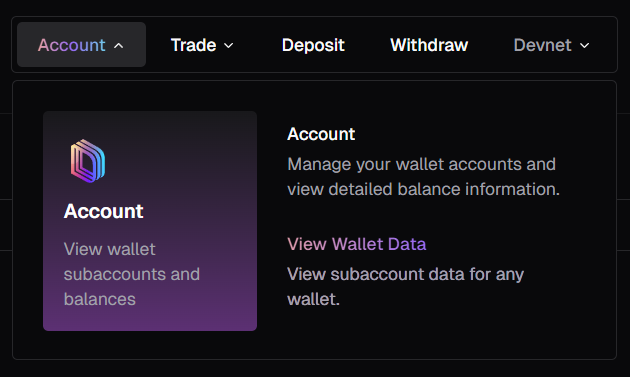 Account
Trade
Deposit
Withdraw
Devnet
Account
View wallet
subaccounts and
balances
Account
Manage your wallet accounts and
view detailed balance information.
View Wallet Data
View subaccount data for any
wallet.